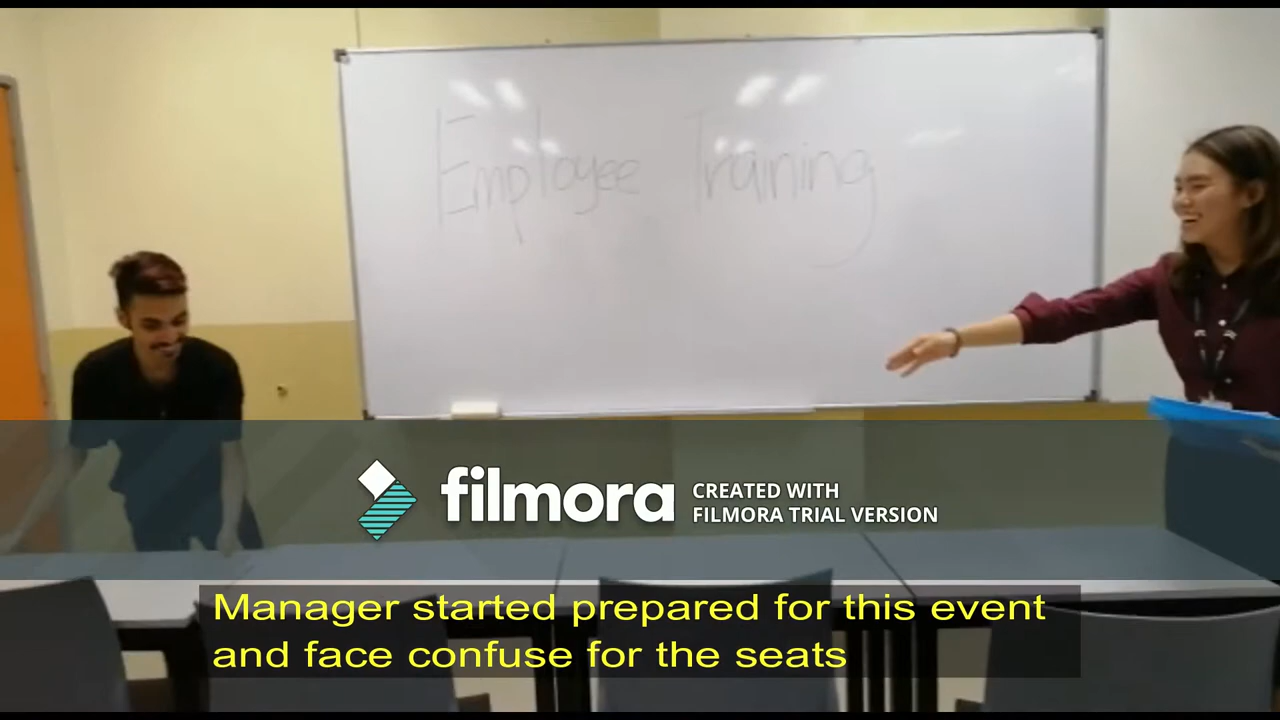 Employee Training
filmora
CREATED WITH
FILMORA TRIAL VERSION
Manager started prepared for this event
and face confuse for the seats